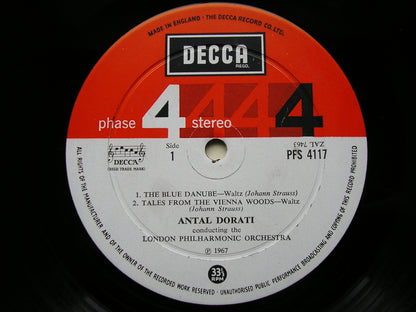 MADE IN ENGLAND · THE DECCA RECORD CO. LTD.
DECCA
REGD.
phase 4 stereo 4 4 4
Side
1
ZAL 7463
PFS 4117
DECCA
(REGD TRADE MARK)
1. THE BLUE DANUBE—Waltz (Johann Strauss)
2. TALES FROM THE VIENNA WOODS—Waltz
(Johann Strauss)
ANTAL DORATI
conducting the
LONDON PHILHARMONIC ORCHESTRA
℗ 1967
33⅓
RPM
ALL RIGHTS OF THE MANUFACTURER AND OF THE OWNER OF THE RECORDED WORK RESERVED · UNAUTHORISED PUBLIC PERFORMANCE BROADCASTING AND COPYING OF THIS RECORD PROHIBITED